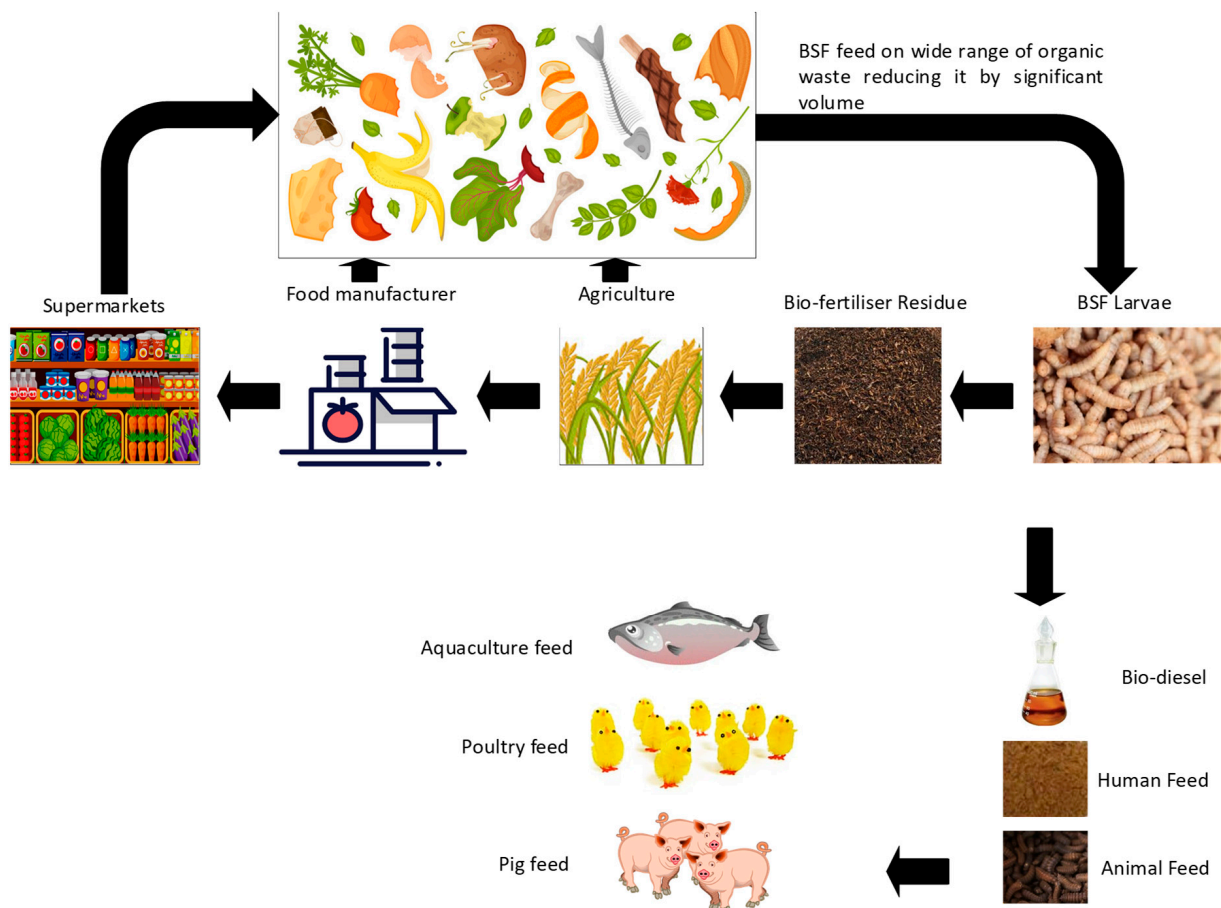 BSF feed on wide range of organic
waste reducing it by significant
volume
Supermarkets
Food manufacturer
Agriculture
Bio-fertiliser Residue
BSF Larvae
Aquaculture feed
Bio-diesel
Poultry feed
Human Feed
Pig feed
Animal Feed